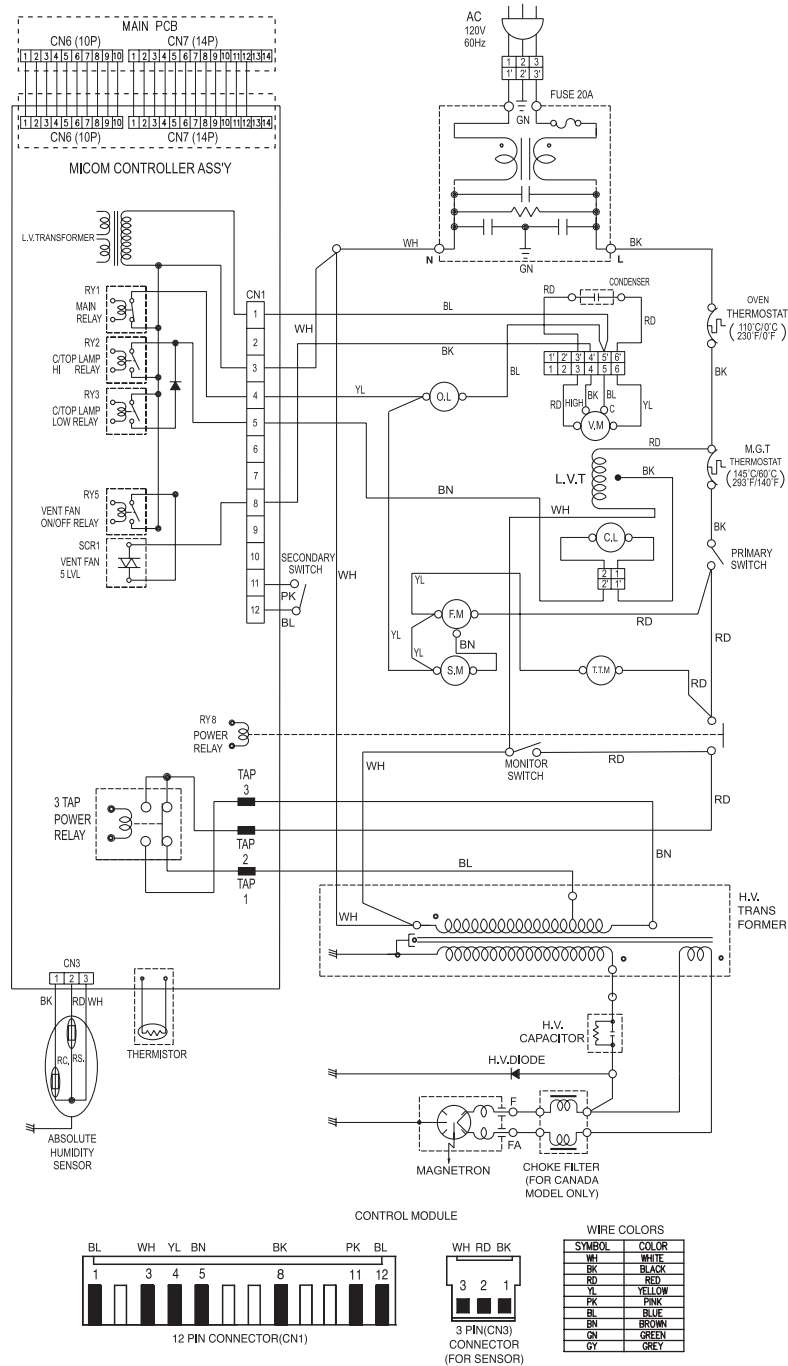 MAIN PCB
CN6 (10P) CN7 (14P)
1 2 3 4 5 6 7 8 9 10 1 2 3 4 5 6 7 8 9 10 11 12 13 14
1 2 3 4 5 6 7 8 9 10 1 2 3 4 5 6 7 8 9 10 11 12 13 14
CN6 (10P) CN7 (14P)
MICOM CONTROLLER ASS'Y
AC
120V
60Hz
1 2 3
1' 2' 3'
FUSE 20A
GN
GN
WH
N
L
BK
L.V.TRANSFORMER
RY1
MAIN
RELAY
RY2
C/TOP LAMP
HI RELAY
RY3
C/TOP LAMP
LOW RELAY
RY5
VENT FAN
ON/OFF RELAY
SCR1
VENT FAN
5 LVL
CN1
1
2
3
4
5
6
7
8
9
10
11
12
SECONDARY
SWITCH
PK
BL
WH
BL
BK
YL
BN
WH
RD
CONDENSER
RD
BL
1' 2' 3' 4' 5' 6'
1 2 3 4 5 6
RD HIGH BK BL C YL
V.M
O.L
OVEN
THERMOSTAT
(110°C/0°C
230°F/0°F)
BK
RD
M.G.T
THERMOSTAT
(145°C/60°C
293°F/140°F)
L.V.T
BK
WH
C.L
2 1
2' 1'
BK
PRIMARY
SWITCH
YL
F.M
RD
RD
YL
YL
BN
S.M
T.T.M
RD
RY8
POWER
RELAY
WH
MONITOR
SWITCH
RD
RD
3 TAP
POWER
RELAY
TAP
3
TAP
2
TAP
1
BL
BN
WH
H.V.
TRANS
FORMER
CN3
1 2 3
BK RD WH
RC. RS.
ABSOLUTE
HUMIDITY
SENSOR
THERMISTOR
H.V.
CAPACITOR
H.V.DIODE
F
FA
MAGNETRON
CHOKE FILTER
(FOR CANADA
MODEL ONLY)
CONTROL MODULE
BL WH YL BN BK PK BL
1 3 4 5 8 11 12
12 PIN CONNECTOR(CN1)
WH RD BK
3 2 1
3 PIN(CN3)
CONNECTOR
(FOR SENSOR)
WIRE COLORS
SYMBOL COLOR
WH WHITE
BK BLACK
RD RED
YL YELLOW
PK PINK
BL BLUE
BN BROWN
GN GREEN
GY GREY